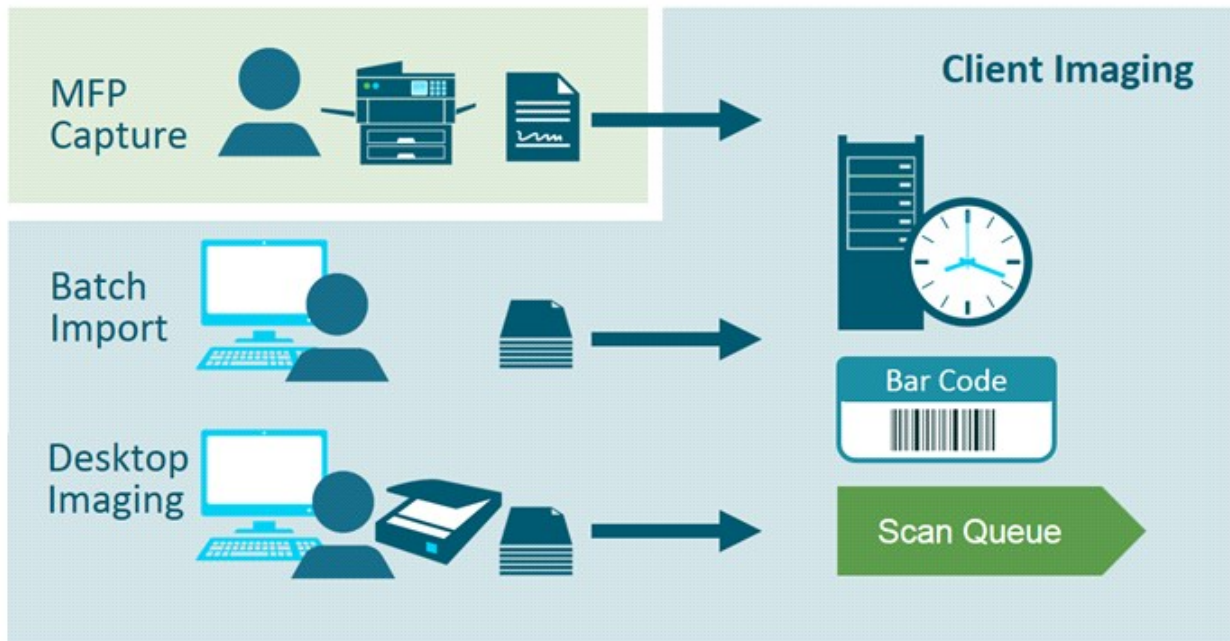 MFP
Capture
Client Imaging
Batch
Import
Bar Code
Desktop
Imaging
Scan Queue